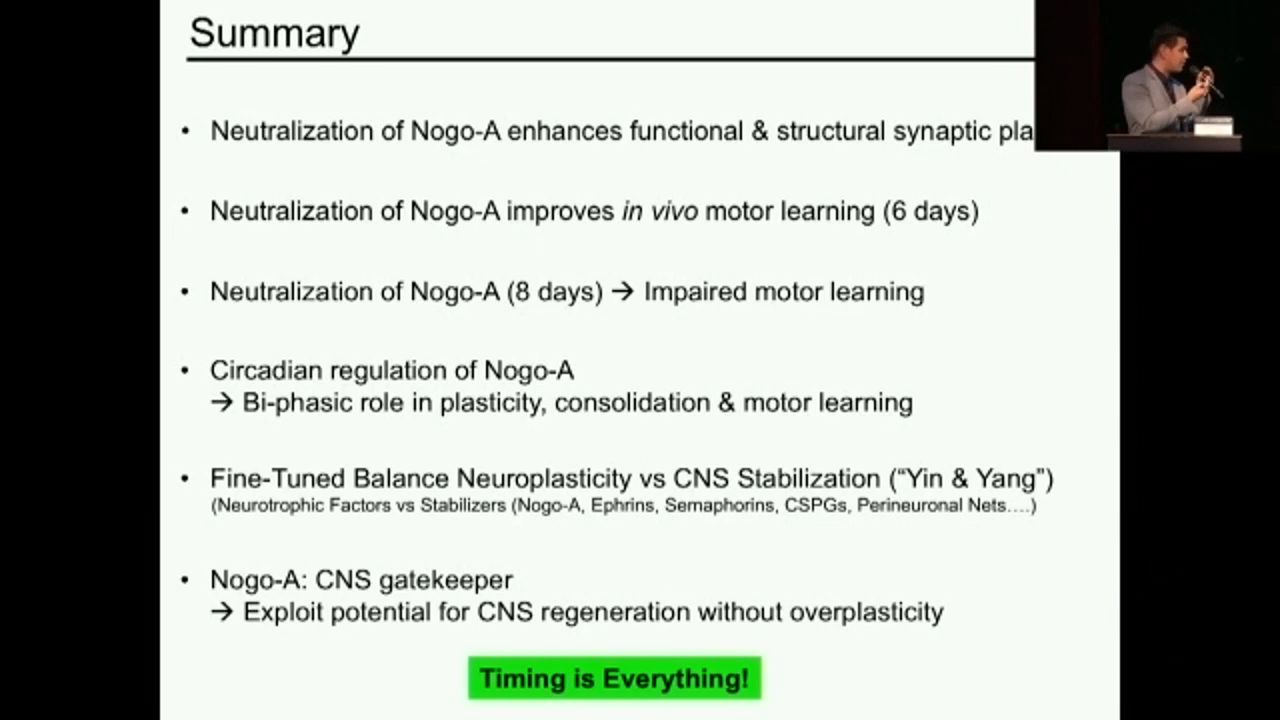 Summary
• Neutralization of Nogo-A enhances functional & structural synaptic pla
• Neutralization of Nogo-A improves in vivo motor learning (6 days)
• Neutralization of Nogo-A (8 days) → Impaired motor learning
• Circadian regulation of Nogo-A
→ Bi-phasic role in plasticity, consolidation & motor learning
• Fine-Tuned Balance Neuroplasticity vs CNS Stabilization (“Yin & Yang”)
(Neurotrophic Factors vs Stabilizers (Nogo-A, Ephrins, Semaphorins, CSPGs, Perineuronal Nets….)
• Nogo-A: CNS gatekeeper
→ Exploit potential for CNS regeneration without overplasticity
Timing is Everything!